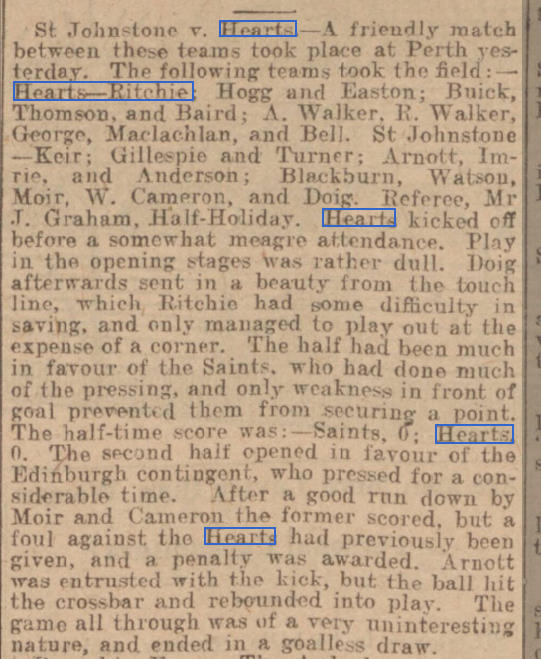 St Johnstone v. Hearts.—A friendly match
between these teams took place at Perth yes-
terday. The following teams took the field:—
Hearts—Ritchie; Hogg and Easton; Buick,
Thomson, and Baird; A. Walker, R. Walker,
George, Maclachlan, and Bell. St Johnstone
—Keir; Gillespie and Turner; Arnott, Im-
rie, and Anderson; Blackburn, Watson,
Moir, W. Cameron, and Doig. Referee, Mr
J. Graham, Half-Holiday. Hearts kicked off
before a somewhat meagre attendance. Play
in the opening stages was rather dull. Doig
afterwards sent in a beauty from the touch
line, which Ritchie had some difficulty in
saving, and only managed to play out at the
expense of a corner. The half had been much
in favour of the Saints, who had done much
of the pressing, and only weakness in front of
goal prevented them from securing a point.
The half-time score was:—Saints, 0; Hearts,
0. The second half opened in favour of the
Edinburgh contingent, who pressed for a con-
siderable time. After a good run down by
Moir and Cameron the former scored, but a
foul against the Hearts had previously been
given, and a penalty was awarded. Arnott
was entrusted with the kick, but the ball hit
the crossbar and rebounded into play. The
game all through was of a very uninteresting
nature, and ended in a goalless draw.